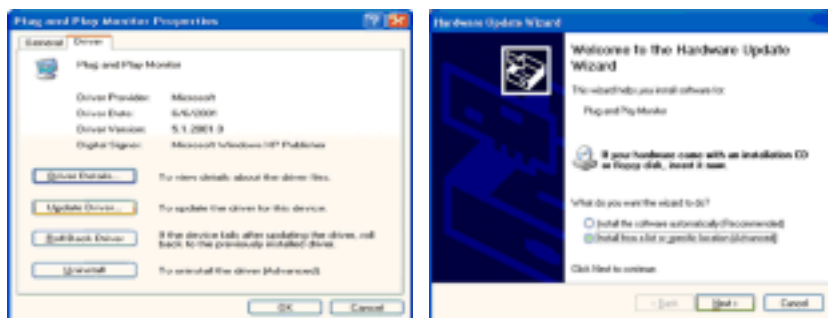 Plug and Play Monitor Properties
General Driver
Plug and Play Monitor
Driver Provider: Microsoft
Driver Date: 6/6/2001
Driver Version: 5.1.2001.0
Digital Signer: Microsoft Windows XP Publisher
Driver Details... To view details about the driver files.
Update Driver... To update the driver for this device.
Roll Back Driver If the device fails after updating the driver, roll
back to the previously installed driver.
Uninstall To uninstall the driver (Advanced).
OK Cancel
Hardware Update Wizard
Welcome to the Hardware Update
Wizard
This wizard helps you install software for:
Plug and Play Monitor
If your hardware came with an installation CD
or floppy disk, insert it now.
What do you want the wizard to do?
Install the software automatically (Recommended)
Install from a list or specific location (Advanced)
Click Next to continue.
< Back Next > Cancel